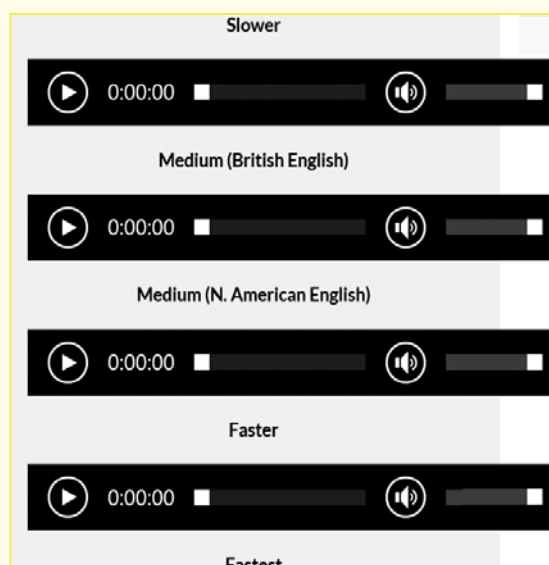 Slower
0:00:00
Medium (British English)
0:00:00
Medium (N. American English)
0:00:00
Faster
0:00:00
Fastest